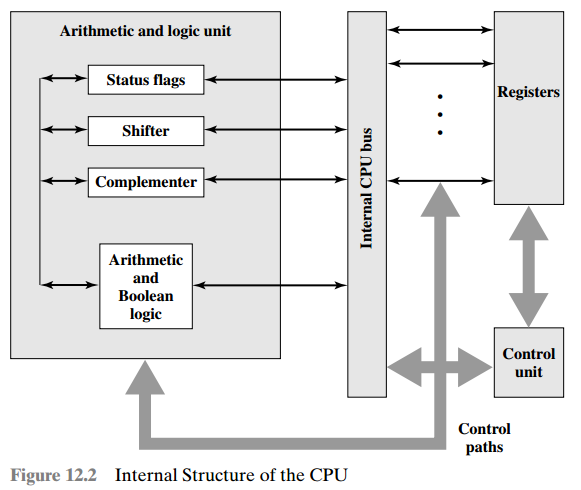 Arithmetic and logic unit
Status flags
Shifter
Complementer
Arithmetic
and
Boolean
logic
Internal CPU bus
Registers
Control
unit
Control
paths
Figure 12.2 Internal Structure of the CPU